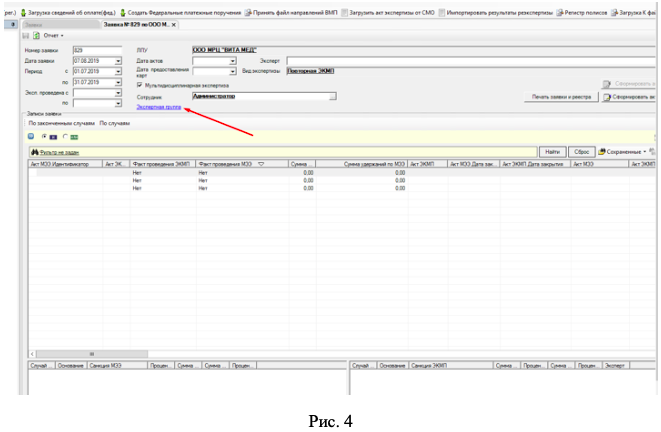 рег.) Загрузка сведений об оплате(фед.) Создать Федеральные платежные поручения Принять файл направлений ВМП Загрузить акт экспертизы от СМО Импортировать результаты реэкспертизы Регистр полисов Загрузка К фай
Заявки Заявка № 829 по ООО М... ×
Отчет
Номер заявки 829 ЛПУ ООО МРЦ "ВИТА МЕД"
Дата заявки 07.08.2019 Дата актов Эксперт
Период с 01.07.2019 Дата предоставления карт Вид экспертизы Повторная ЭКМП
по 31.07.2019 Мультидисциплинарная экспертиза Сформировать
Эксп. проведена с Сотрудник Администратор ... Печать заявки и реестра Сформировать ак
по Экспертная группа
Записи заявки
По законченным случаям По случаям
Фильтр не задан Найти Сброс Сохраненные
Акт МЭЭ.Идентификатор Акт ЭК... Факт проведения ЭКМП Факт проведения МЭЭ Сумма ... Сумма удержаний по МЭЭ Акт ЭКМП Акт МЭЭ.Дата зак... Акт ЭКМП.Дата закрытия Акт МЭЭ Акт ЭКМП
Нет Нет 0,00 0,00
Нет Нет 0,00 0,00
Нет Нет 0,00 0,00
Случай ... Основание Санкция МЭЭ Процен... Сумма ... Сумма ... Процен... Случай ... Основание Санкция ЭКМП Сумма ... Процен... Сумма ... Процен... Эксперт
Рис. 4